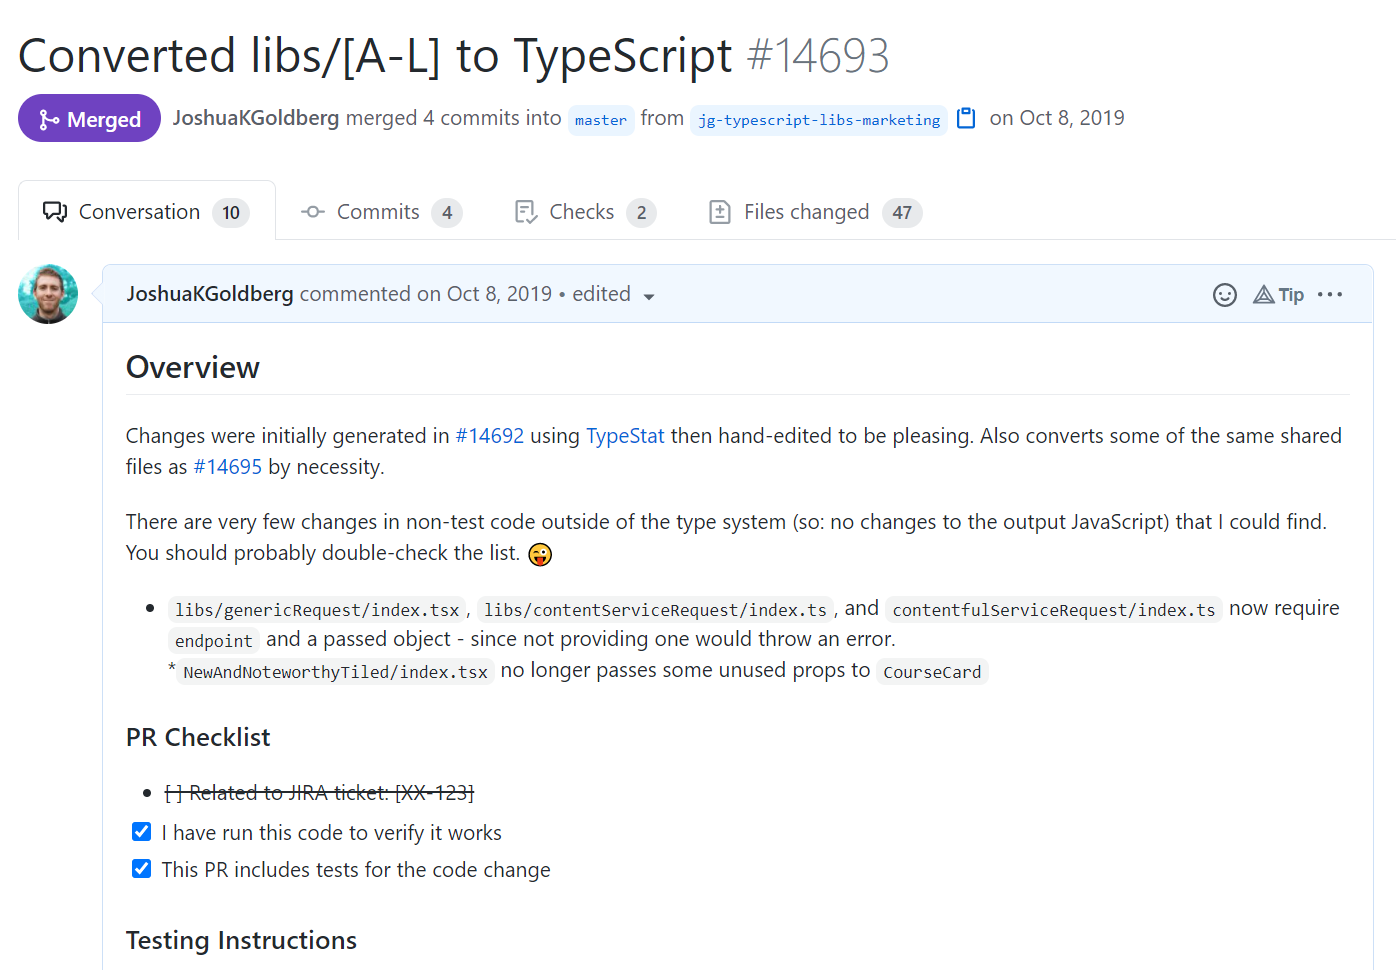 Converted libs/[A-L] to TypeScript #14693
Merged JoshuaKGoldberg merged 4 commits into master from jg-typescript-libs-marketing on Oct 8, 2019
Conversation 10 Commits 4 Checks 2 Files changed 47
JoshuaKGoldberg commented on Oct 8, 2019 • edited Tip
Overview
Changes were initially generated in #14692 using TypeStat then hand-edited to be pleasing. Also converts some of the same shared
files as #14695 by necessity.
There are very few changes in non-test code outside of the type system (so: no changes to the output JavaScript) that I could find.
You should probably double-check the list. 😜
• libs/genericRequest/index.tsx, libs/contentServiceRequest/index.ts, and contentfulServiceRequest/index.ts now require
endpoint and a passed object - since not providing one would throw an error.
* NewAndNoteworthyTiled/index.tsx no longer passes some unused props to CourseCard
PR Checklist
• [ ] Related to JIRA ticket: [XX-123]
I have run this code to verify it works
This PR includes tests for the code change
Testing Instructions